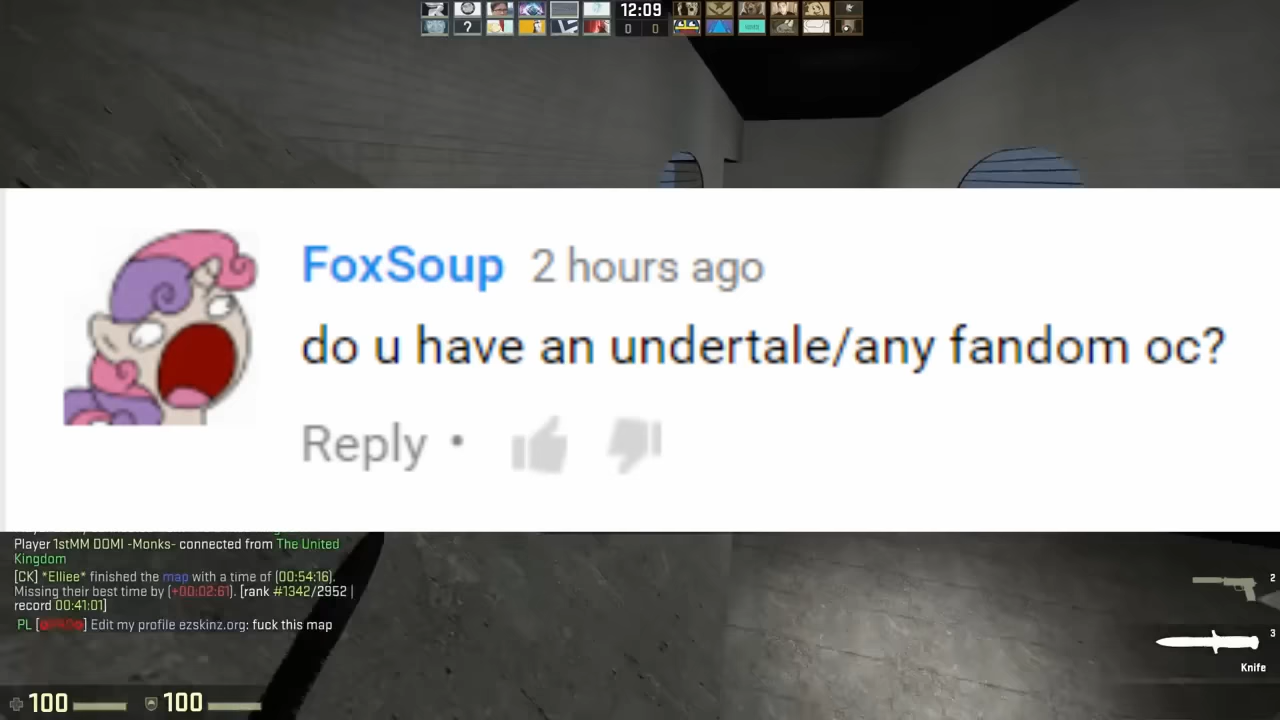 12:09
0 0
?
FoxSoup 2 hours ago
do u have an undertale/any fandom oc?
Reply •
Player 1stMM DOMI -Monks- connected from The United
Kingdom
[CK] *Elliee* finished the map with a time of (00:54:16).
Missing their best time by (+00:02:61). [rank #1342/2952 |
record 00:41:01]
PL [] Edit my profile ezskinz.org: fuck this map
2
3
Knife
100 100